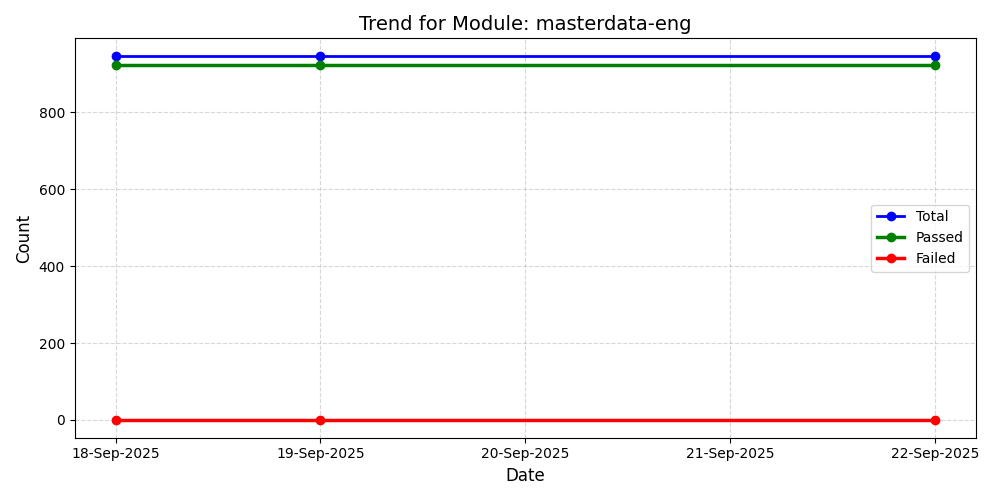 Trend for Module: masterdata-eng
Count
800
600
400
200
0
Total
Passed
Failed
18-Sep-2025
19-Sep-2025
20-Sep-2025
21-Sep-2025
22-Sep-2025
Date